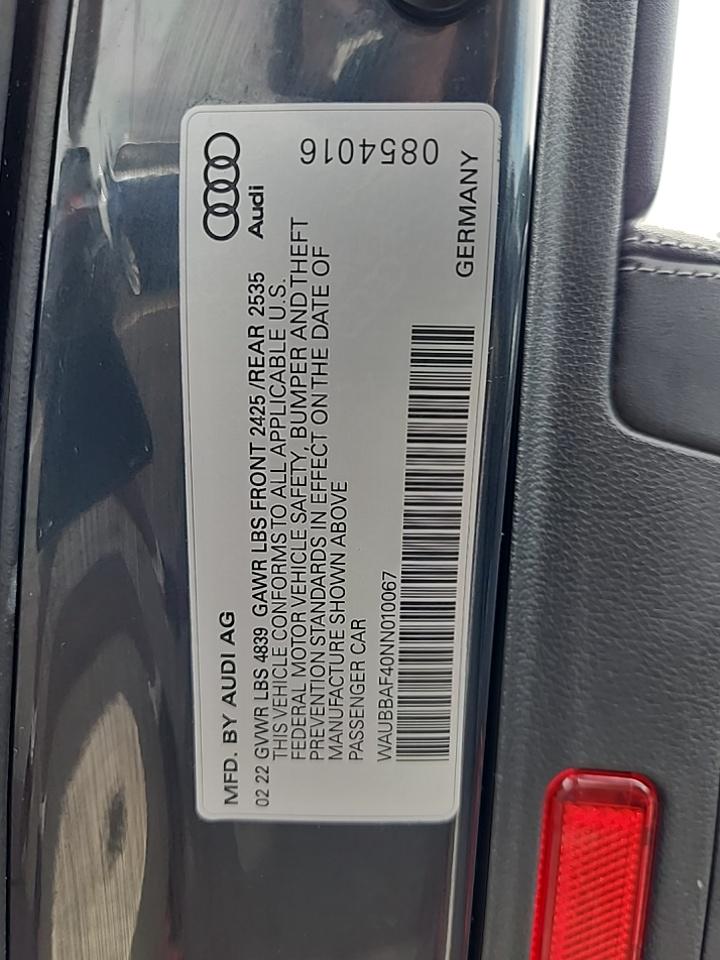 Audi
0854016
GERMANY
MFD. BY AUDI AG
02 22 GVWR LBS 4839 GAWR LBS FRONT 2425 /REAR 2535
THIS VEHICLE CONFORMS TO ALL APPLICABLE U.S.
FEDERAL MOTOR VEHICLE SAFETY, BUMPER AND THEFT
PREVENTION STANDARDS IN EFFECT ON THE DATE OF
MANUFACTURE SHOWN ABOVE
PASSENGER CAR
WAUBBAF40NN010067